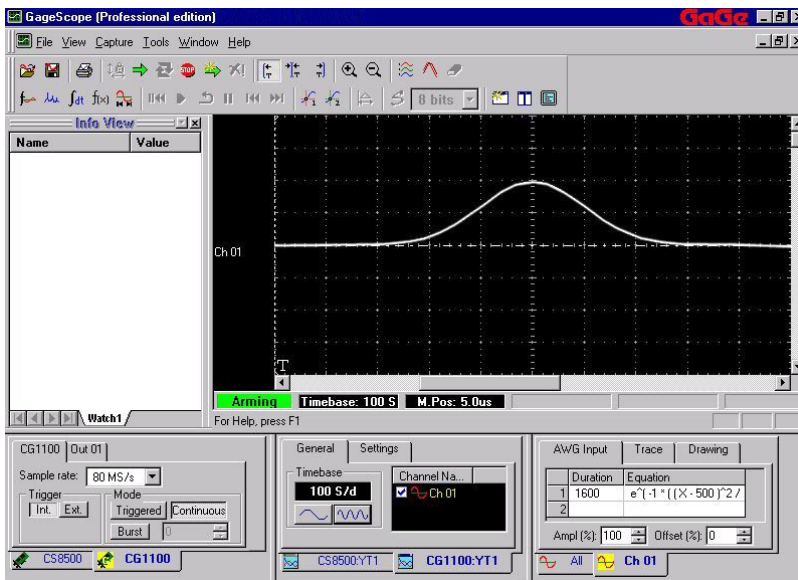 GageScope (Professional edition)
GaGe
File View Capture Tools Window Help
8 bits
Info View
Name Value
Ch 01
T
Watch1
Arming Timebase: 100 S M.Pos: 5.0us
For Help, press F1
CG1100 Out 01
Sample rate: 80 MS/s
Trigger
Int. Ext.
Mode
Triggered Continuous
Burst 0
CS8500 CG1100
General Settings
Timebase
100 S/d
Channel Na...
Ch 01
CS8500:YT1 CG1100:YT1
AWG Input Trace Drawing
Duration Equation
1 1600 e^( -1 * ( ( X - 500 )^2 /
2
Ampl (%): 100 Offset (%): 0
All Ch 01